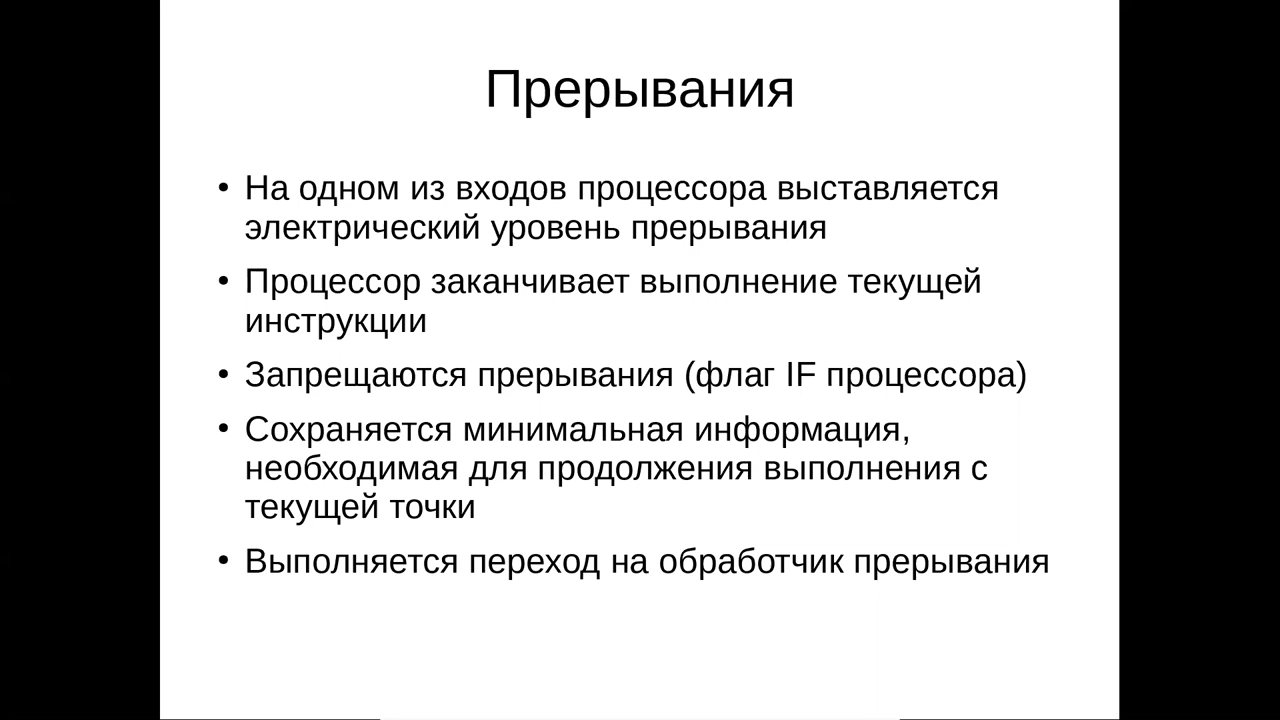 Прерывания
• На одном из входов процессора выставляется
электрический уровень прерывания
• Процессор заканчивает выполнение текущей
инструкции
• Запрещаются прерывания (флаг IF процессора)
• Сохраняется минимальная информация,
необходимая для продолжения выполнения с
текущей точки
• Выполняется переход на обработчик прерывания